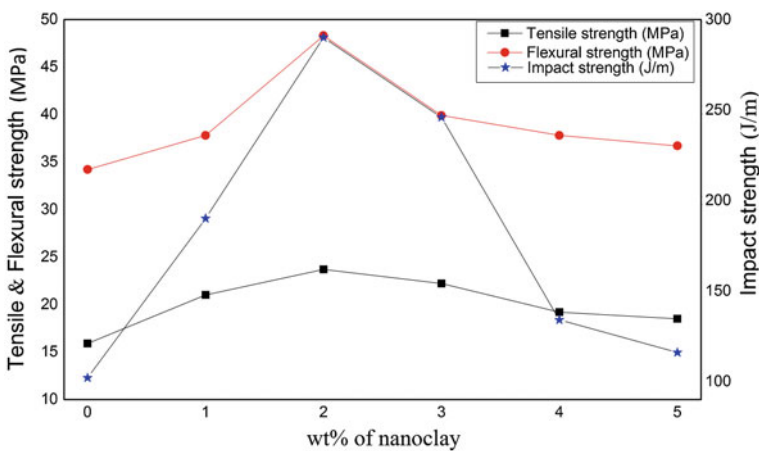 Tensile & Flexural strength (MPa)
50
45
40
35
30
25
20
15
10
Tensile strength (MPa)
Flexural strength (MPa)
Impact strength (J/m)
300
250
200
150
100
Impact strength (J/m)
0 1 2 3 4 5
wt% of nanoclay